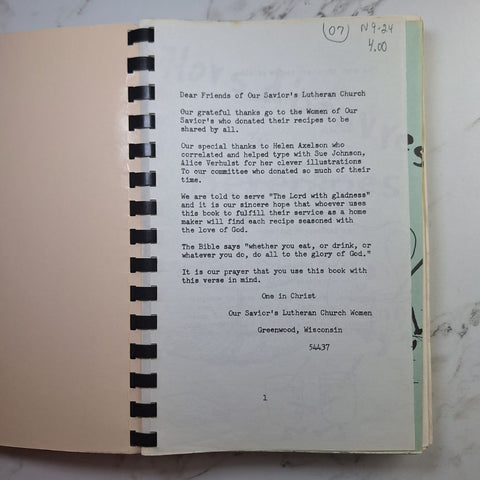 (07) N9-24
4.00
Dear Friends of Our Savior's Lutheran Church
Our grateful thanks go to the Women of Our
Savior's who donated their recipes to be
shared by all.
Our special thanks to Helen Axelson who
correlated and helped type with Sue Johnson,
Alice Verhulst for her clever illustrations
To our committee who donated so much of their
time.
We are told to serve "The Lord with gladness"
and it is our sincere hope that whoever uses
this book to fulfill their service as a home
maker will find each recipe seasoned with
the love of God.
The Bible says "whether you eat, or drink, or
whatever you do, do all to the glory of God."
It is our prayer that you use this book with
this verse in mind.
One in Christ
Our Savior's Lutheran Church Women
Greenwood, Wisconsin
54437
1